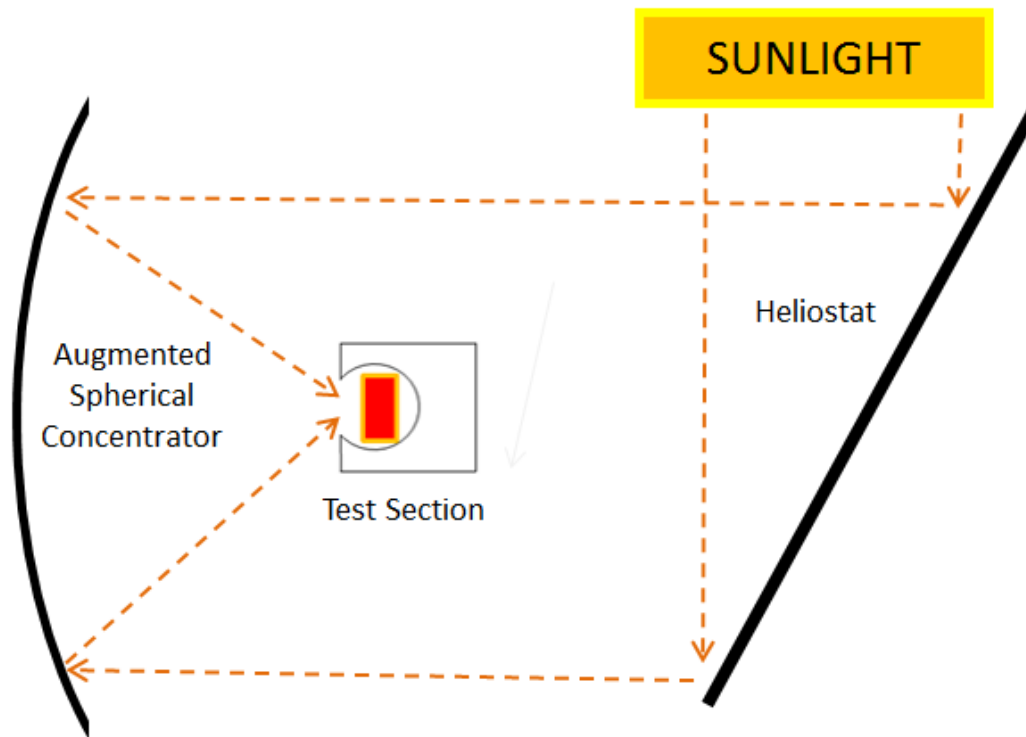 SUNLIGHT
Heliostat
Augmented
Spherical
Concentrator
Test Section